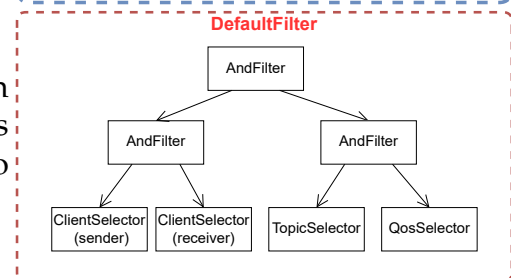 DefaultFilter
AndFilter
n
s
AndFilter
AndFilter
o
ClientSelector
(sender)
ClientSelector
(receiver)
TopicSelector
QosSelector